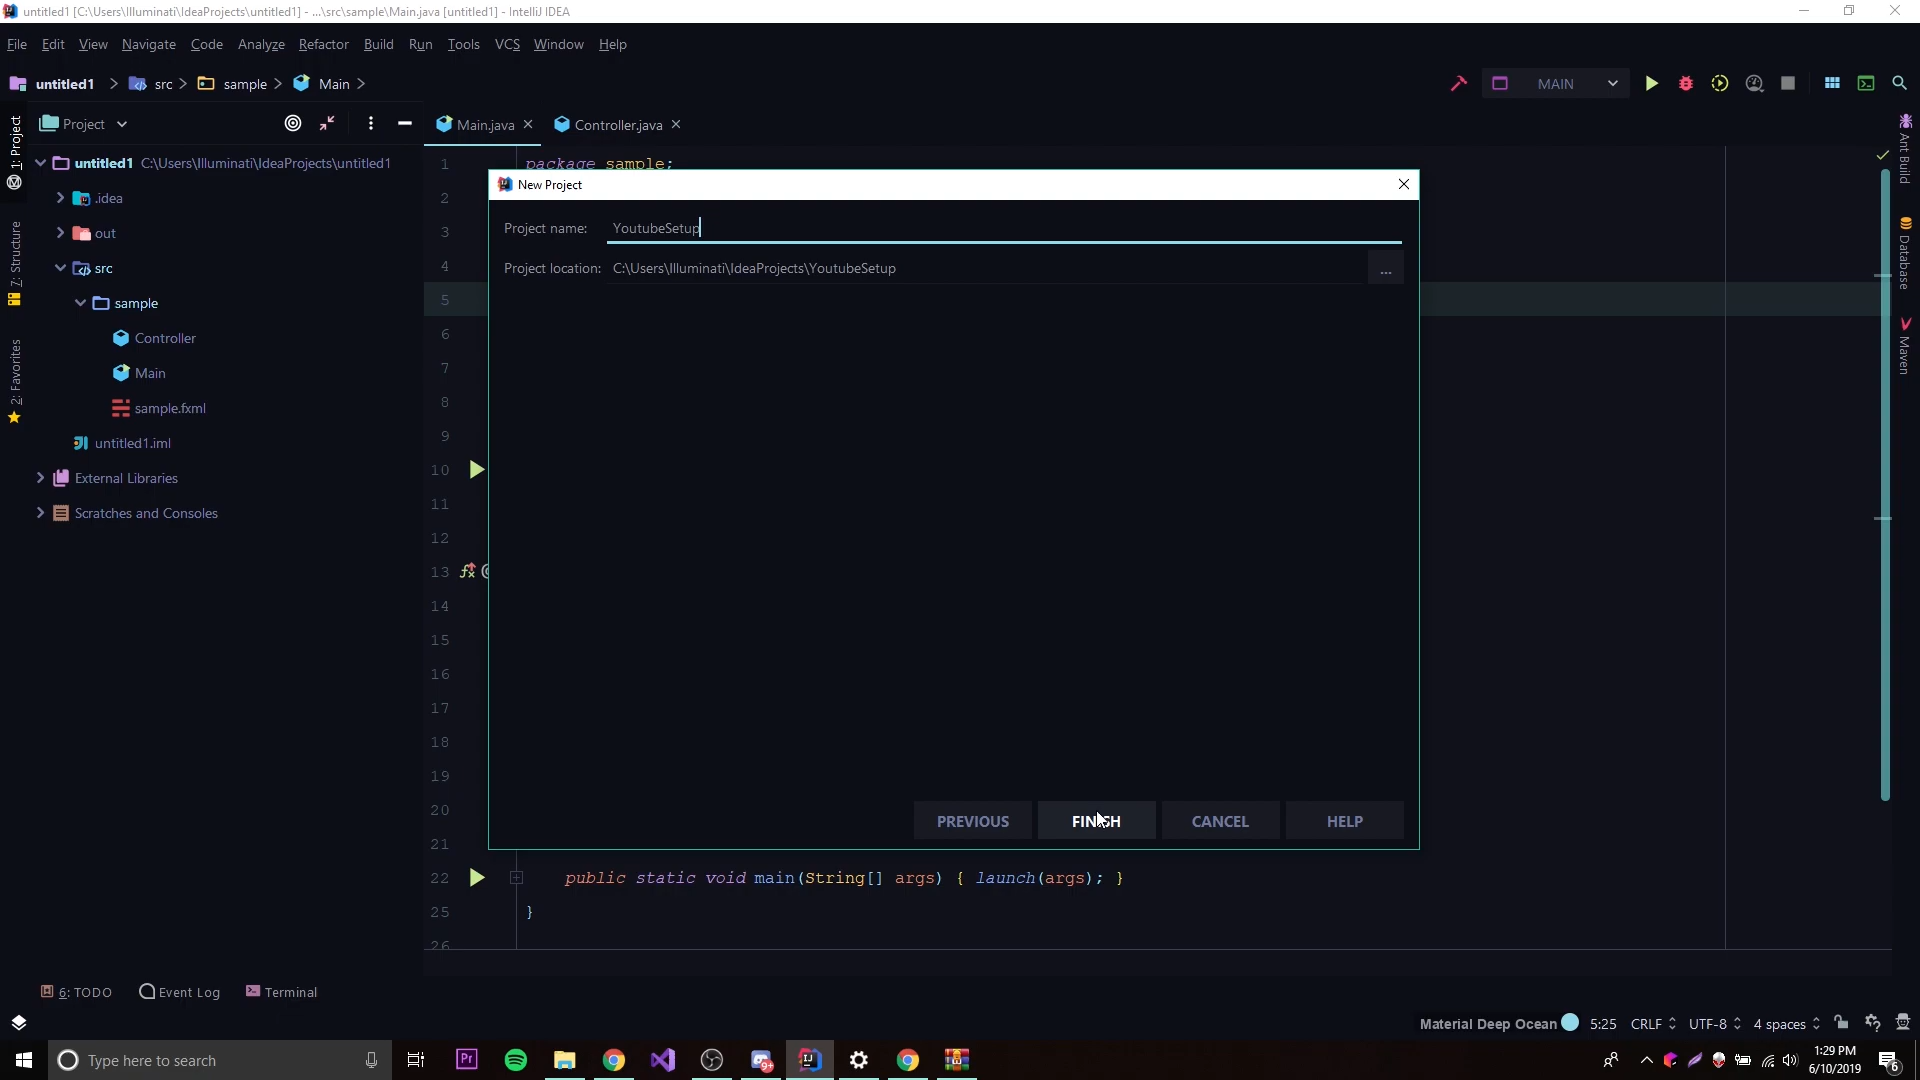 untitled1 [C:\Users\Illuminati\IdeaProjects\untitled1] - ...\src\sample\Main.java [untitled1] - IntelliJ IDEA
File Edit View Navigate Code Analyze Refactor Build Run Tools VCS Window Help
untitled1 src sample Main MAIN
Project
Main.java Controller.java
1: Project
7: Structure
2: Favorites
untitled1 C:\Users\Illuminati\IdeaProjects\untitled1
.idea
out
src
sample
Controller
Main
sample.fxml
untitled1.iml
External Libraries
Scratches and Consoles
1 package sample;
2
3
4
5
6
7
8
9
10
11
12
13
14
15
16
17
18
19
20
21
22 public static void main(String[] args) { launch(args); }
25 }
26
New Project
Project name: YoutubeSetup
Project location: C:\Users\Illuminati\IdeaProjects\YoutubeSetup ...
PREVIOUS FINISH CANCEL HELP
Ant Build
Database
Maven
6: TODO Event Log Terminal
Material Deep Ocean 5:25 CRLF UTF-8 4 spaces
Type here to search
Pr
9+
IJ
1:29 PM
6/10/2019
6